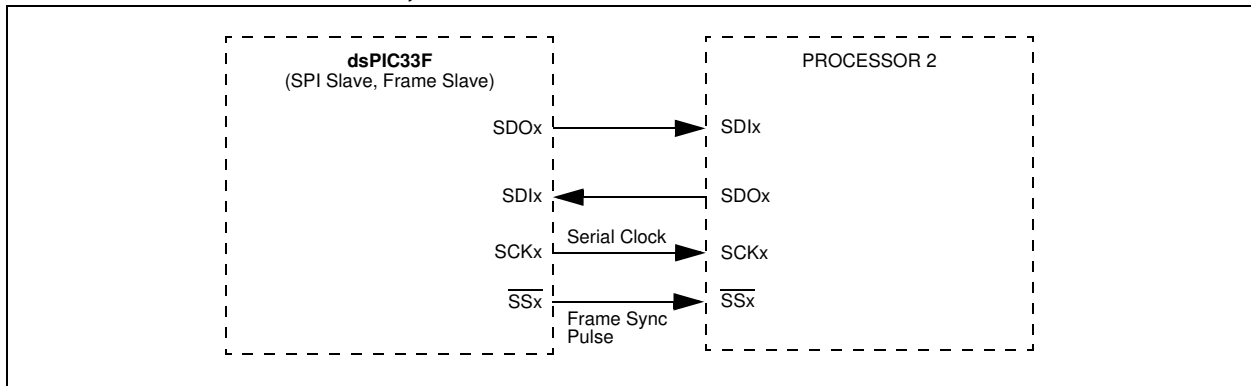 dsPIC33F
(SPI Slave, Frame Slave)
PROCESSOR 2
SDOx
SDIx
SDIx
SDOx
SCKx
Serial Clock
SCKx
SSx
Frame Sync
Pulse
SSx